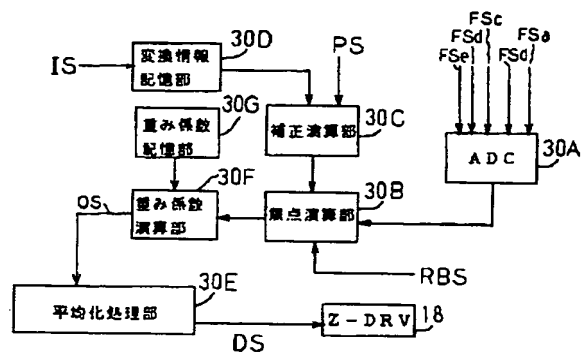 FSc
FSd FSa
FSe FSd
30D
PS
IS
変換情報
記憶部
30G
重み係数
記憶部
補正演算部
30C
ADC
30A
30F
30B
OS
重み係数
演算部
焦点演算部
RBS
30E
平均化処理部
Z-DRV
18
DS